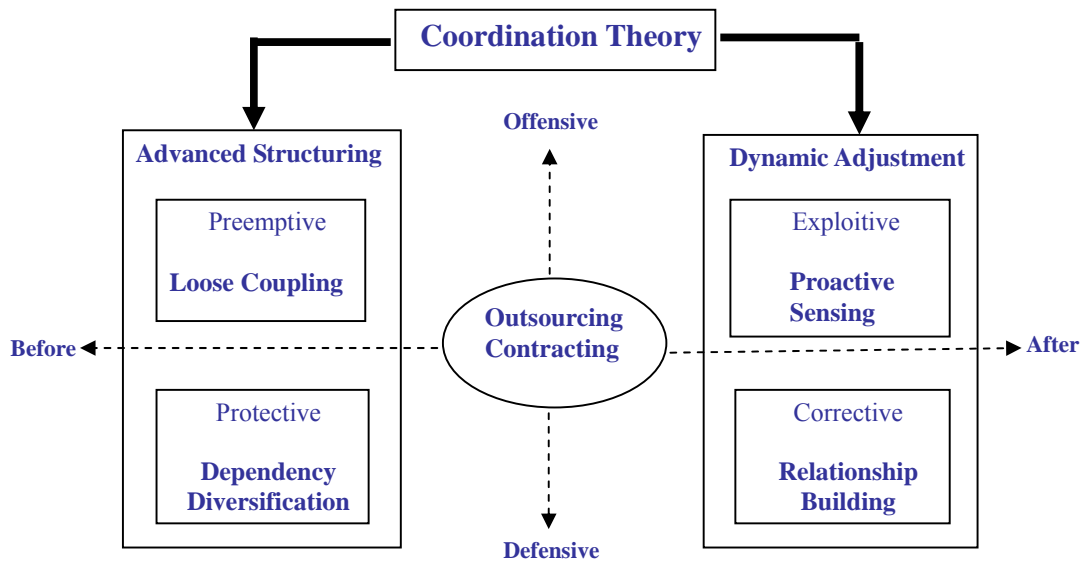 Coordination Theory
Offensive
Advanced Structuring
Preemptive
Loose Coupling
Dynamic Adjustment
Exploitive
Proactive
Sensing
Outsourcing
Contracting
Before
After
Protective
Dependency
Diversification
Corrective
Relationship
Building
Defensive